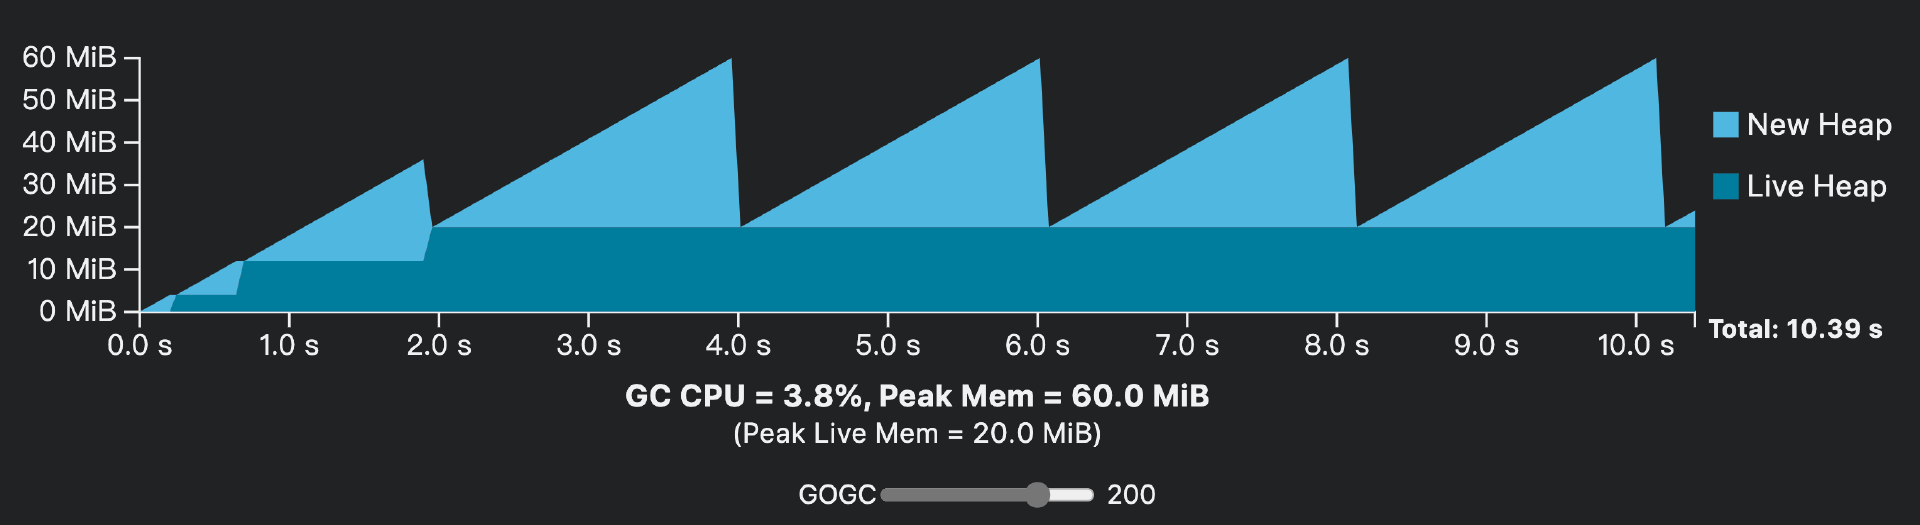 60 MiB
50 MiB
40 MiB
30 MiB
20 MiB
10 MiB
0 MiB
0.0 s 1.0 s 2.0 s 3.0 s 4.0 s 5.0 s 6.0 s 7.0 s 8.0 s 9.0 s 10.0 s
Total: 10.39 s
New Heap
Live Heap
GC CPU = 3.8%, Peak Mem = 60.0 MiB
(Peak Live Mem = 20.0 MiB)
GOGC 200